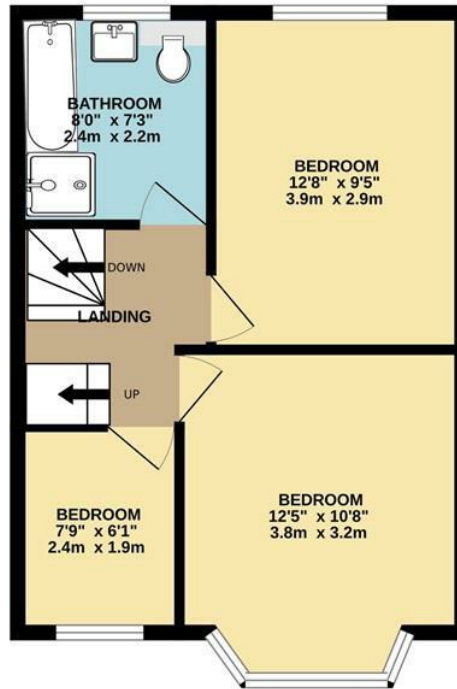 BATHROOM
8'0" x 7'3"
2.4m x 2.2m
BEDROOM
12'8" x 9'5"
3.9m x 2.9m
DOWN
LANDING
UP
BEDROOM
7'9" x 6'1"
2.4m x 1.9m
BEDROOM
12'5" x 10'8"
3.8m x 3.2m